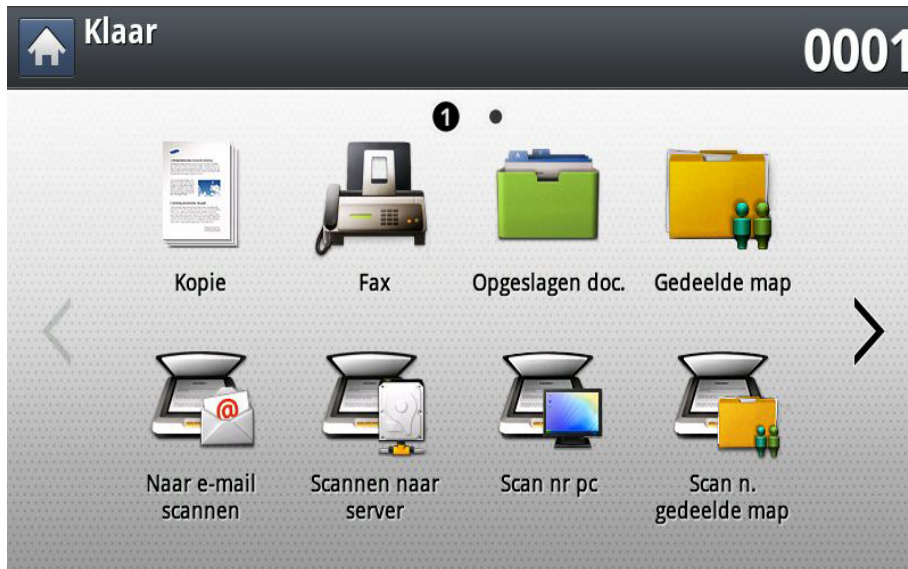 Klaar
0001
1
Kopie
Fax
Opgeslagen doc.
Gedeelde map
Naar e-mail
scannen
Scannen naar
server
Scan nr pc
Scan n.
gedeelde map